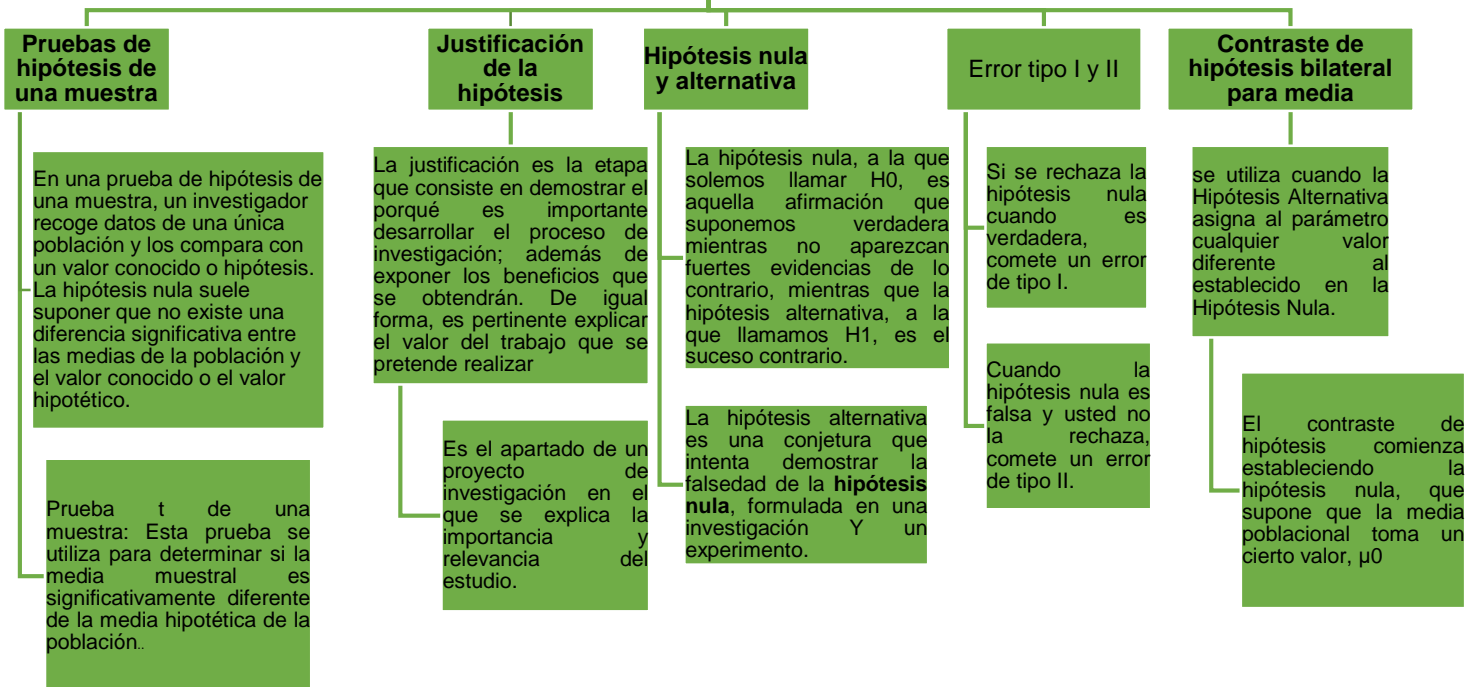 Pruebas de
hipótesis de
una muestra
En una prueba de hipótesis de
una muestra, un investigador
recoge datos de una única
población y los compara con
un valor conocido o hipótesis.
La hipótesis nula suele
suponer que no existe una
diferencia significativa entre
las medias de la población y
el valor conocido o el valor
hipotético.
Prueba t de una
muestra: Esta prueba se
utiliza para determinar si la
media muestral es
significativamente diferente
de la media hipotética de la
población..
Justificación
de la
hipótesis
La justificación es la etapa
que consiste en demostrar el
porqué es importante
desarrollar el proceso de
investigación; además de
exponer los beneficios que
se obtendrán. De igual
forma, es pertinente explicar
el valor del trabajo que se
pretende realizar
Es el apartado de un
proyecto de
investigación en el
que se explica la
importancia y
relevancia del
estudio.
Hipótesis nula
y alternativa
La hipótesis nula, a la que
solemos llamar H0, es
aquella afirmación que
suponemos verdadera
mientras no aparezcan
fuertes evidencias de lo
contrario, mientras que la
hipótesis alternativa, a la
que llamamos H1, es el
suceso contrario.
La hipótesis alternativa
es una conjetura que
intenta demostrar la
falsedad de la hipótesis
nula, formulada en una
investigación Y un
experimento.
Error tipo I y II
Si se rechaza la
hipótesis nula
cuando es
verdadera,
comete un error
de tipo I.
Cuando la
hipótesis nula es
falsa y usted no
la rechaza,
comete un error
de tipo II.
Contraste de
hipótesis bilateral
para media
se utiliza cuando la
Hipótesis Alternativa
asigna al parámetro
cualquier valor
diferente al
establecido en la
Hipótesis Nula.
El contraste de
hipótesis comienza
estableciendo la
hipótesis nula, que
supone que la media
poblacional toma un
cierto valor, µ0